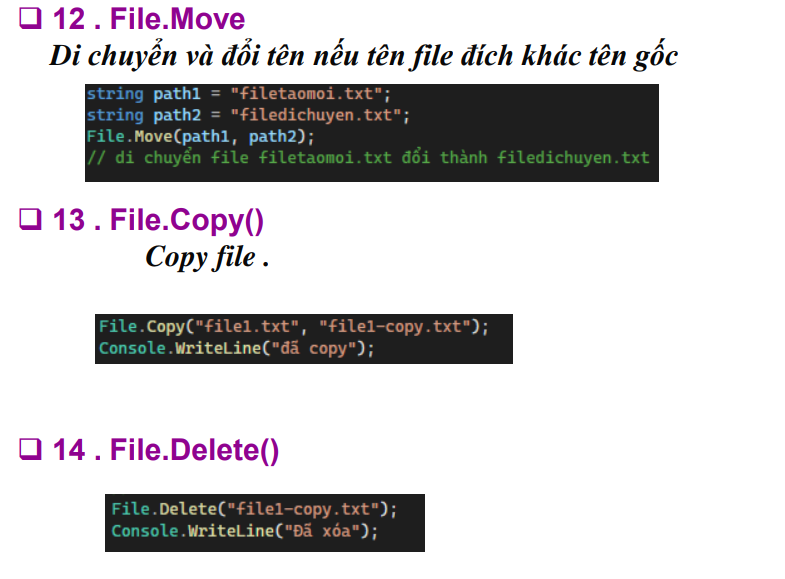 ❑ 12 . File.Move
Di chuyển và đổi tên nếu tên file đích khác tên gốc
string path1 = "filetaomoi.txt";
string path2 = "filedichuyen.txt";
File.Move(path1, path2);
// di chuyển file filetaomoi.txt đổi thành filedichuyen.txt
❑ 13 . File.Copy()
Copy file .
File.Copy("file1.txt", "file1-copy.txt");
Console.WriteLine("đã copy");
❑ 14 . File.Delete()
File.Delete("file1-copy.txt");
Console.WriteLine("Đã xóa");